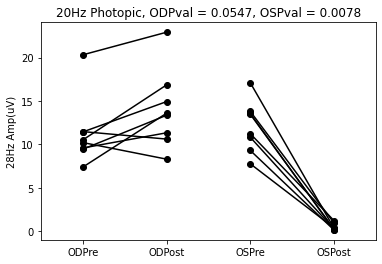 20Hz Photopic, ODPval = 0.0547, OSPval = 0.0078
28Hz Amp(uV)
20
15
10
5
0
ODPre ODPost OSPre OSPost